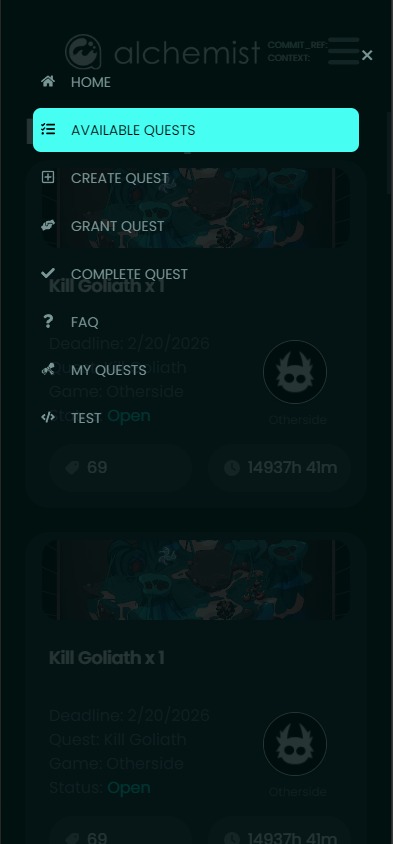 alchemist COMMIT_REF:
CONTEXT:
×
HOME
AVAILABLE QUESTS
CREATE QUEST
GRANT QUEST
COMPLETE QUEST
Kill Goliath x 1
FAQ
Deadline: 2/20/2026
MY QUESTS
Quest: Kill Goliath
Game: Otherside
TEST
Status: Open
Otherside
69
14937h 41m
Kill Goliath x 1
Deadline: 2/20/2026
Quest: Kill Goliath
Game: Otherside
Status: Open
Otherside
69
14937h 41m